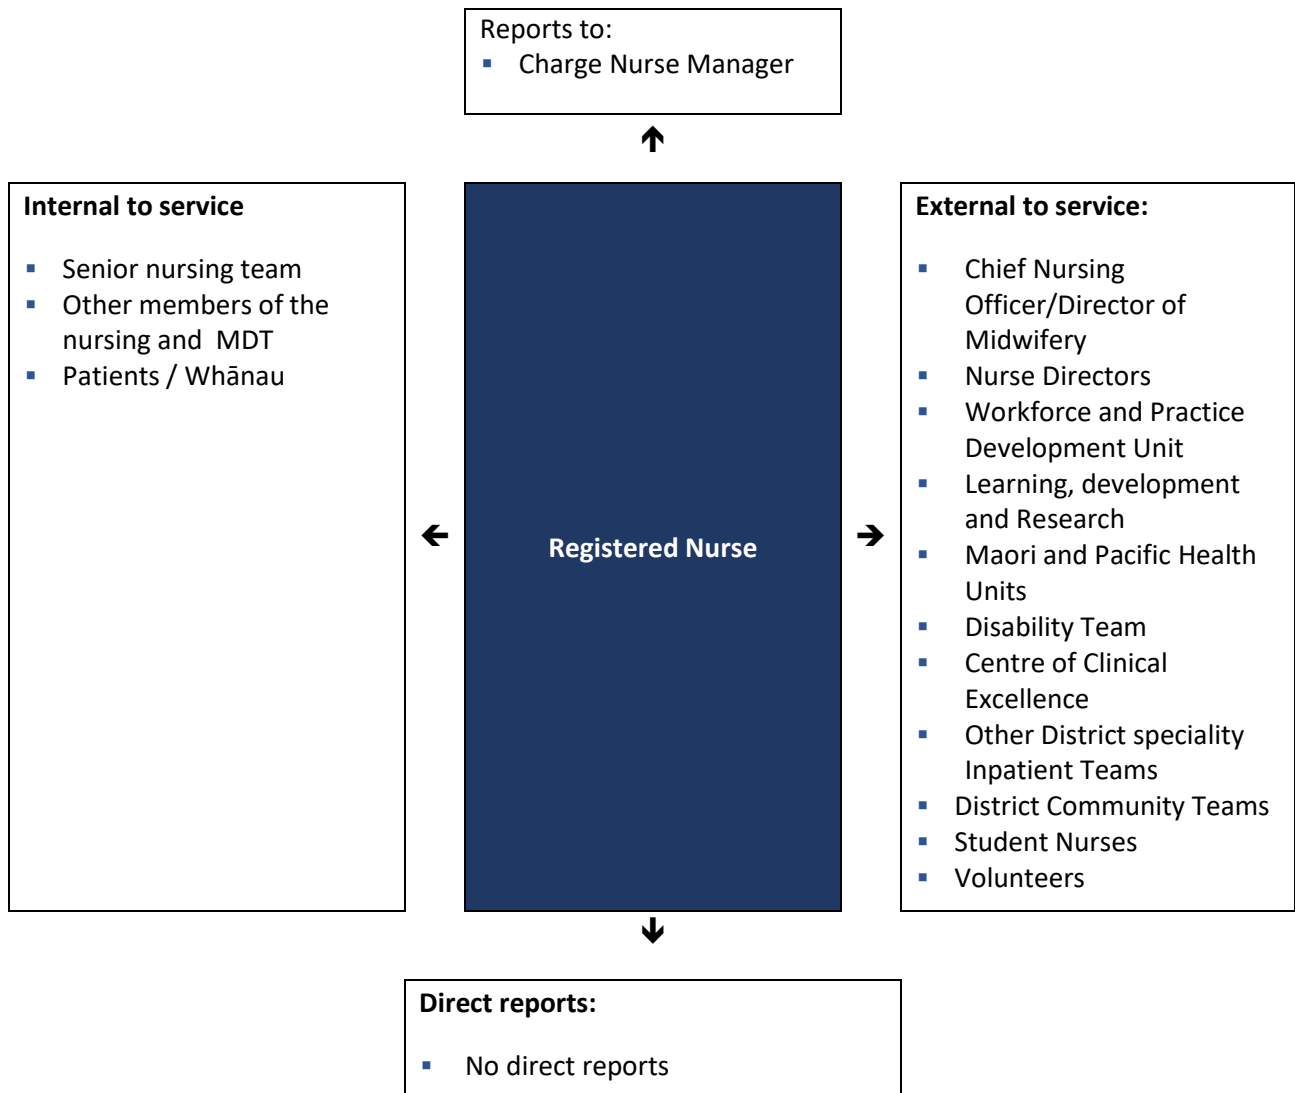 Reports to:
▪ Charge Nurse Manager
Internal to service
▪ Senior nursing team
▪ Other members of the
nursing and MDT
▪ Patients / Whānau
Registered Nurse
External to service:
▪ Chief Nursing
Officer/Director of
Midwifery
▪ Nurse Directors
▪ Workforce and Practice
Development Unit
▪ Learning, development
and Research
▪ Maori and Pacific Health
Units
▪ Disability Team
▪ Centre of Clinical
Excellence
▪ Other District speciality
Inpatient Teams
▪ District Community Teams
▪ Student Nurses
▪ Volunteers
Direct reports:
▪ No direct reports